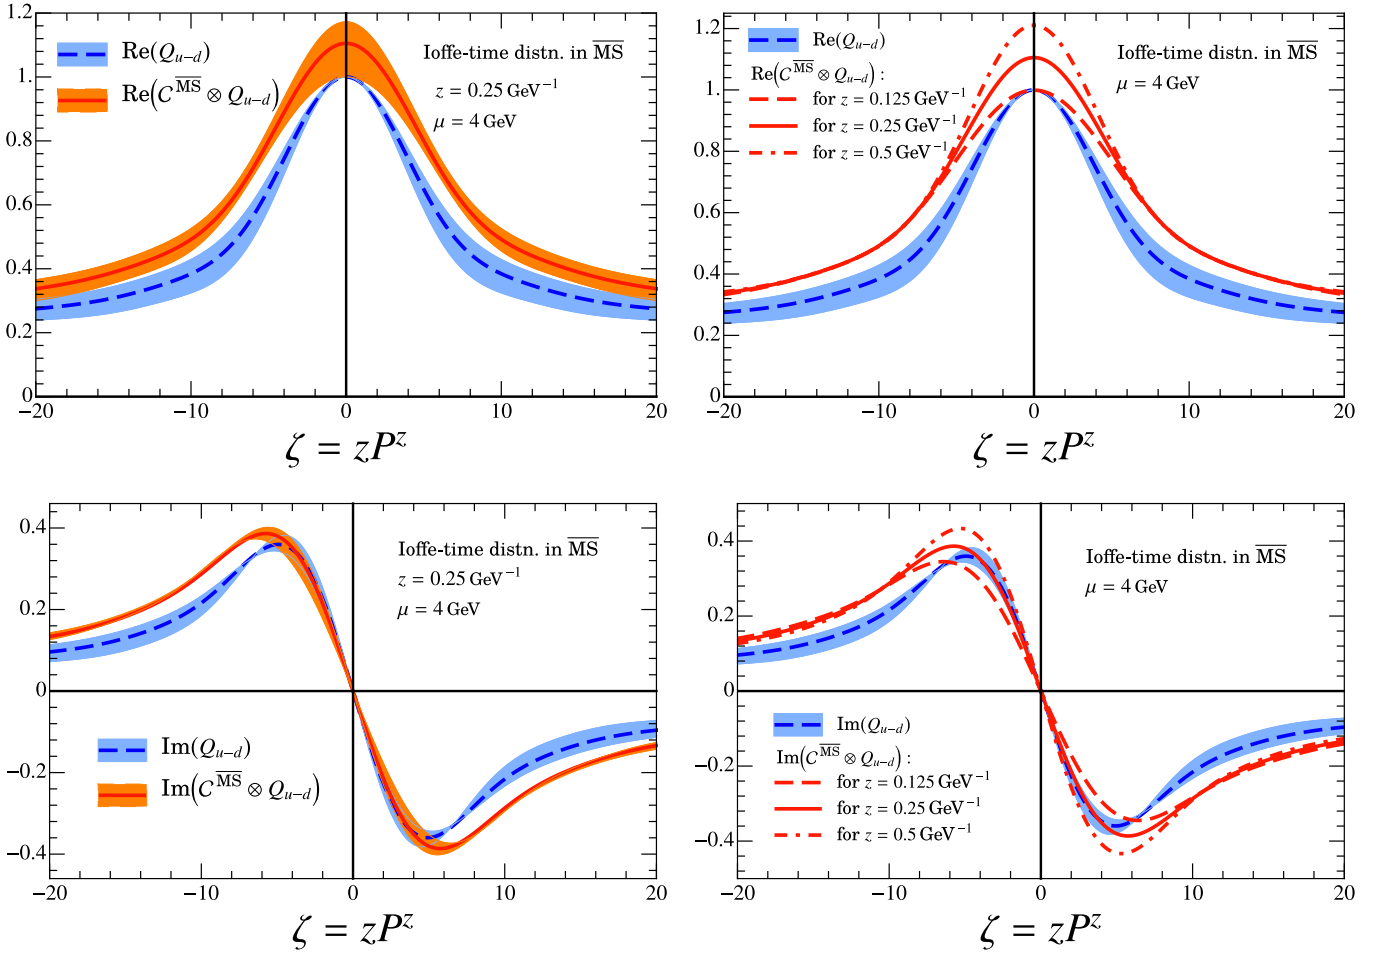 1.2
1.
0.8
0.6
0.4
0.2
0
−20
−10
0
10
20
Re(Q_{u−d})
Re(C^{\overline{MS}} ⊗ Q_{u−d})
Ioffe-time distn. in \overline{MS}
z = 0.25 GeV^{−1}
μ = 4 GeV
ζ = zP^z
1.2
1.
0.8
0.6
0.4
0.2
0
−20
−10
0
10
20
Re(Q_{u−d})
Re(C^{\overline{MS}} ⊗ Q_{u−d}) :
for z = 0.125 GeV^{−1}
for z = 0.25 GeV^{−1}
for z = 0.5 GeV^{−1}
Ioffe-time distn. in \overline{MS}
μ = 4 GeV
ζ = zP^z
0.4
0.2
0
−0.2
−0.4
−20
−10
0
10
20
Ioffe-time distn. in \overline{MS}
z = 0.25 GeV^{−1}
μ = 4 GeV
Im(Q_{u−d})
Im(C^{\overline{MS}} ⊗ Q_{u−d})
ζ = zP^z
0.4
0.2
0
−0.2
−0.4
−20
−10
0
10
20
Ioffe-time distn. in \overline{MS}
μ = 4 GeV
Im(Q_{u−d})
Im(C^{\overline{MS}} ⊗ Q_{u−d}) :
for z = 0.125 GeV^{−1}
for z = 0.25 GeV^{−1}
for z = 0.5 GeV^{−1}
ζ = zP^z